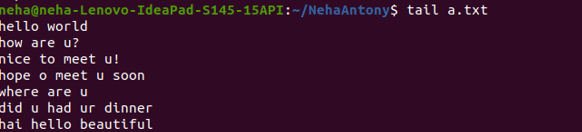 neha@neha-Lenovo-IdeaPad-S145-15API:~/NehaAntony$ tail a.txt
hello world
how are u?
nice to meet u!
hope o meet u soon
where are u
did u had ur dinner
hai hello beautiful